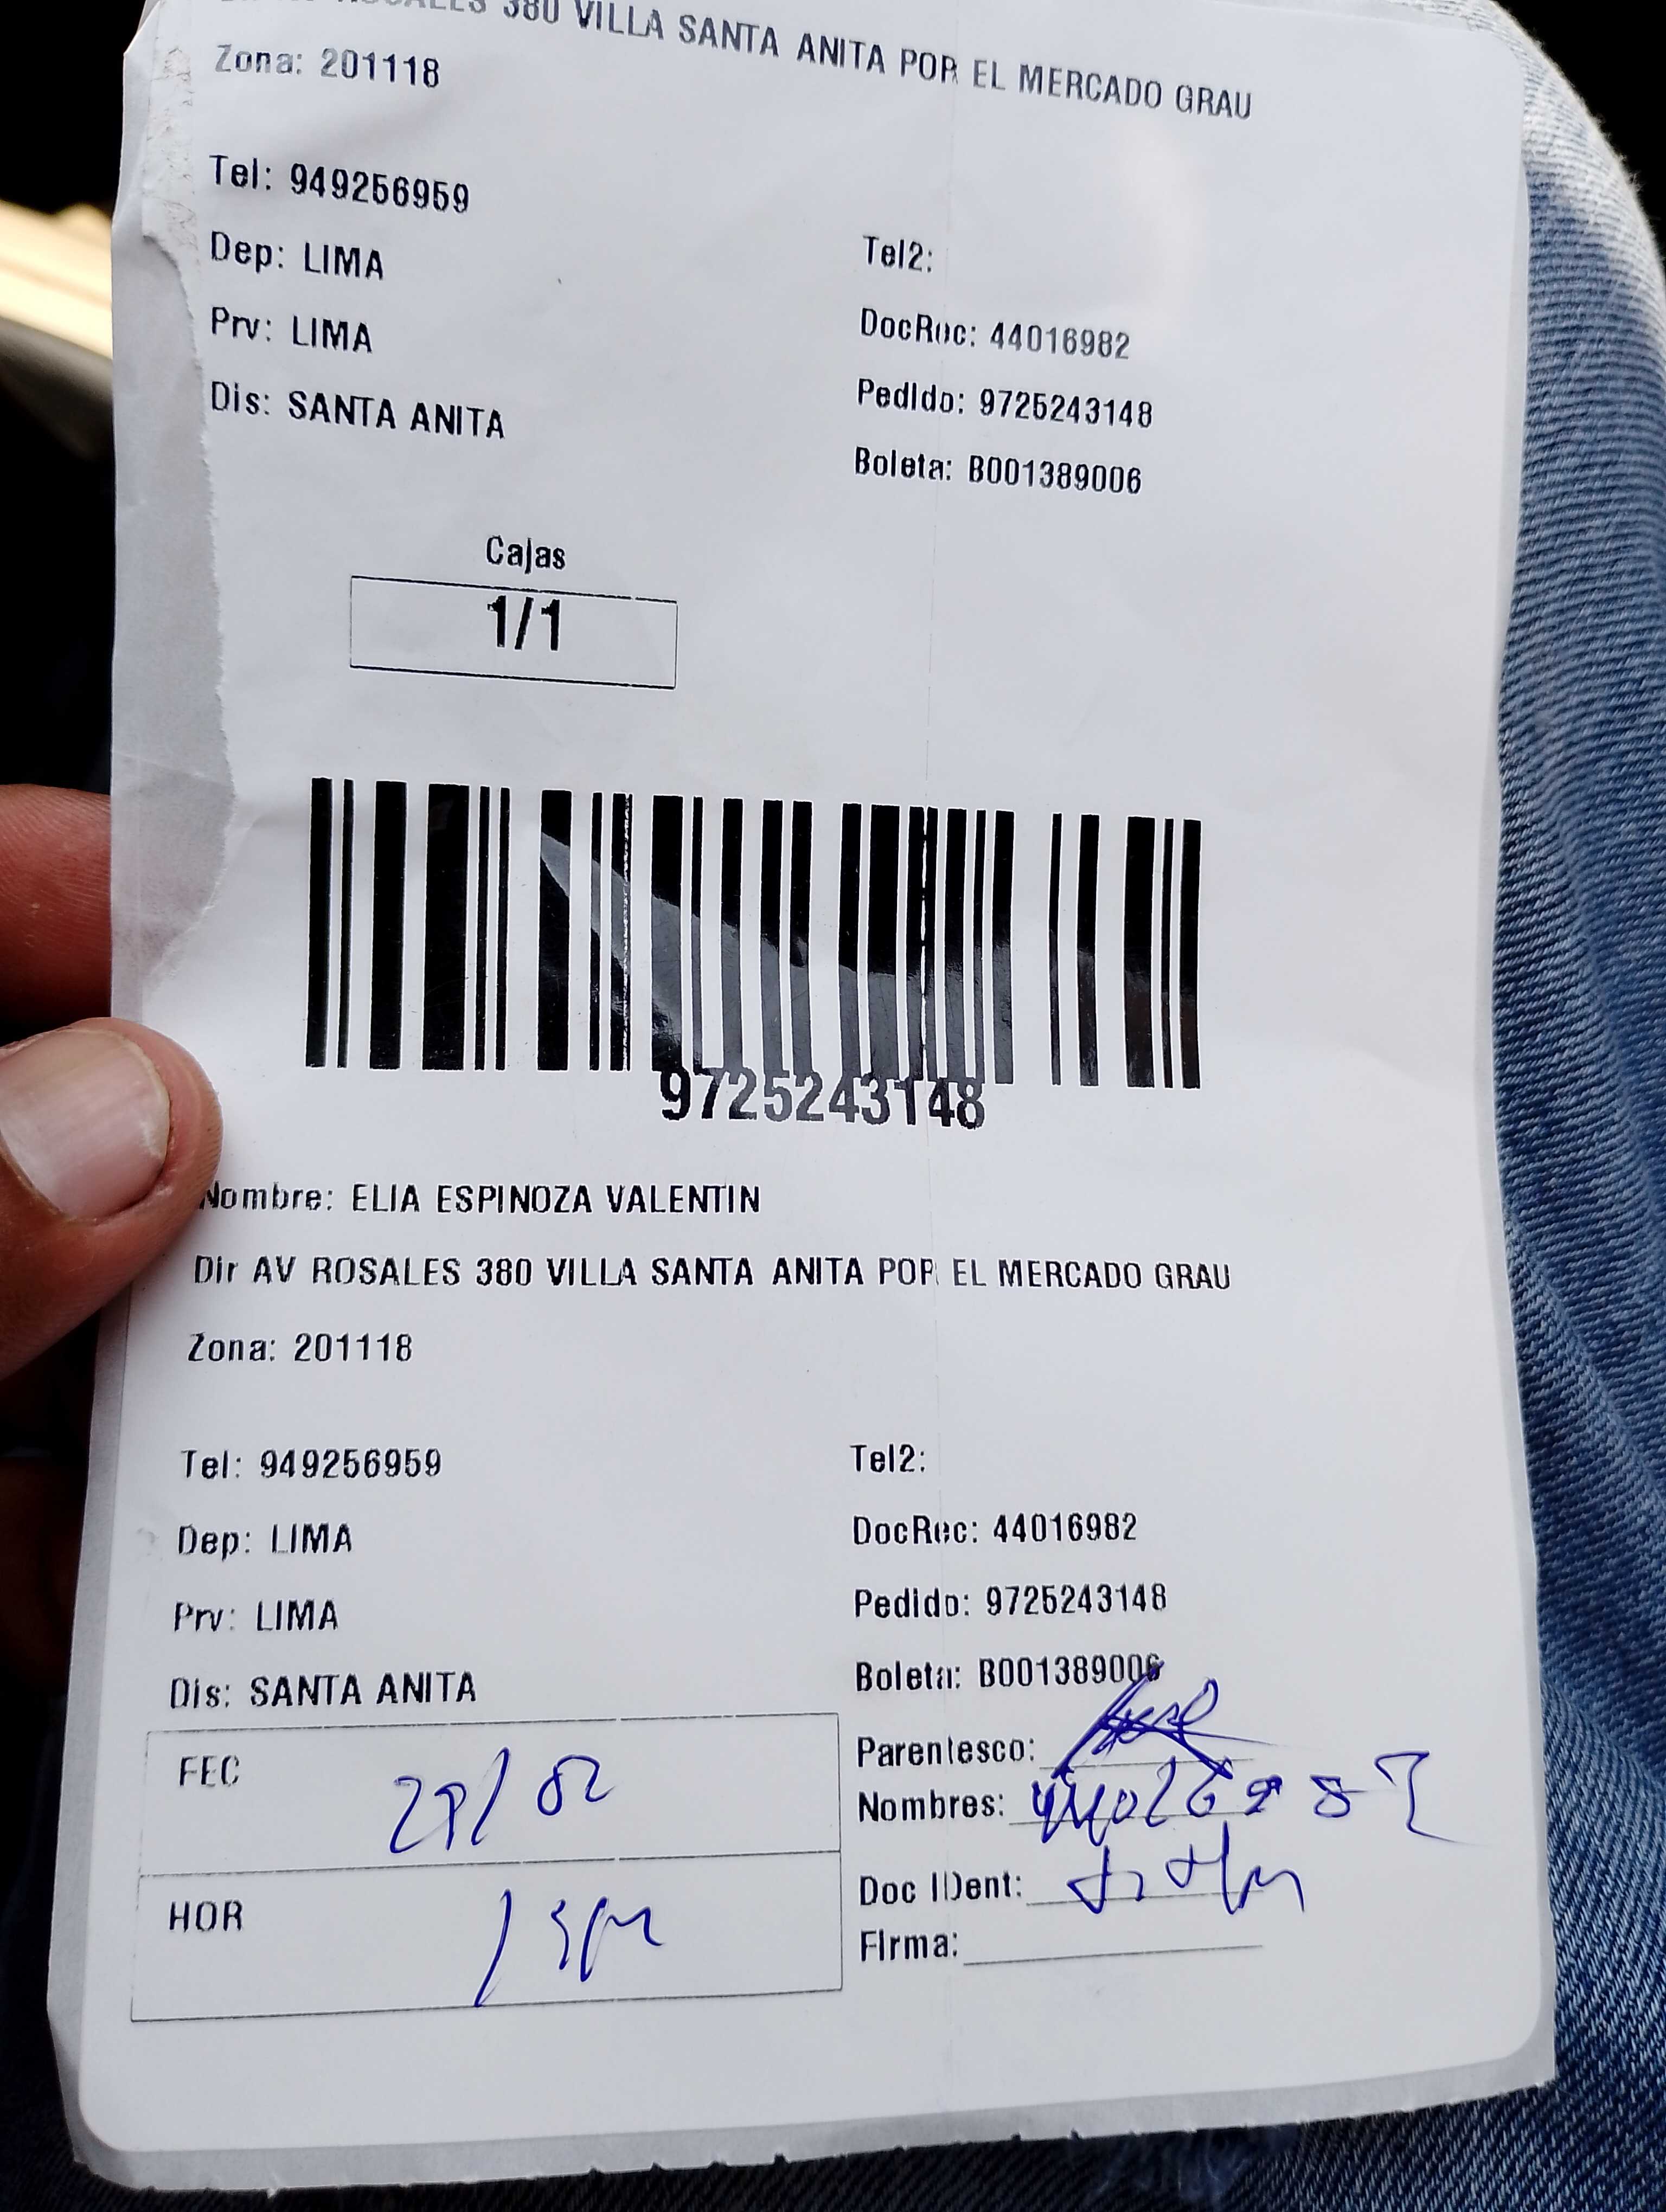 ROSALES 380 VILLA SANTA ANITA POR EL MERCADO GRAU
Zona: 201118
Tel: 949256959
Tel2:
Dep: LIMA
DocRec: 44016982
Prv: LIMA
Pedido: 9725243148
Dis: SANTA ANITA
Boleta: B001389006
Cajas
1/1
9725243148
Nombre: ELIA ESPINOZA VALENTIN
Dir AV ROSALES 380 VILLA SANTA ANITA POR EL MERCADO GRAU
Zona: 201118
Tel: 949256959
Tel2:
Dep: LIMA
DocRec: 44016982
Prv: LIMA
Pedido: 9725243148
Dis: SANTA ANITA
Boleta: B001389006
FEC
Parentesco:
Nombres:
HOR
Doc IDent:
Firma: